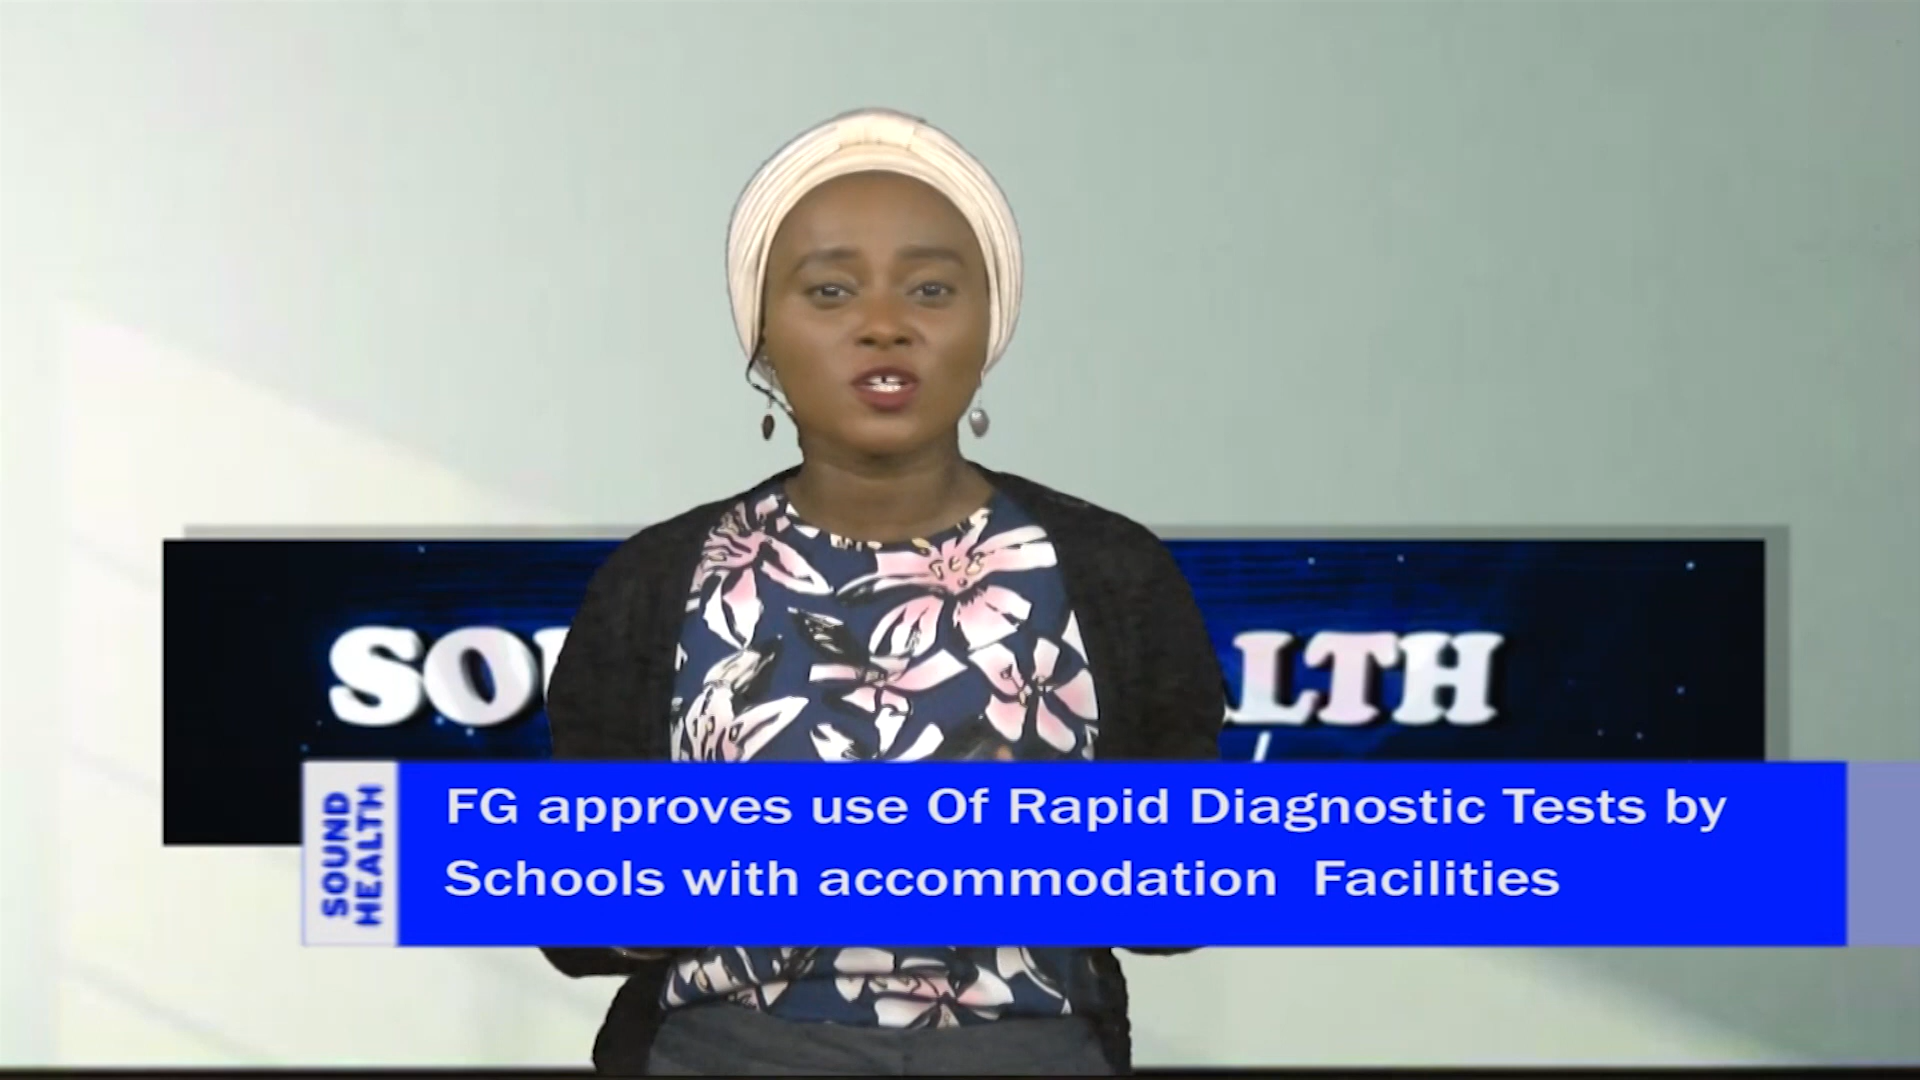 SOUND HEALTH
FG approves use Of Rapid Diagnostic Tests by
Schools with accommodation Facilities